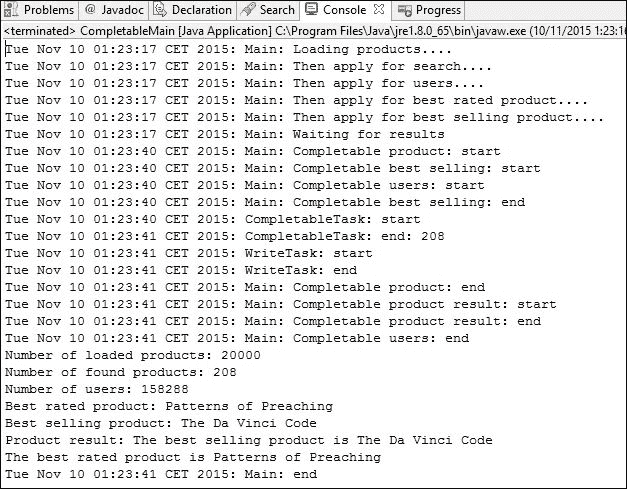 Problems @ Javadoc Declaration Search Console Progress
<terminated> CompletableMain [Java Application] C:\Program Files\Java\jre1.8.0_65\bin\javaw.exe (10/11/2015 1:23:16
Tue Nov 10 01:23:17 CET 2015: Main: Loading products....
Tue Nov 10 01:23:17 CET 2015: Main: Then apply for search....
Tue Nov 10 01:23:17 CET 2015: Main: Then apply for users....
Tue Nov 10 01:23:17 CET 2015: Main: Then apply for best rated product....
Tue Nov 10 01:23:17 CET 2015: Main: Then apply for best selling product....
Tue Nov 10 01:23:17 CET 2015: Main: Waiting for results
Tue Nov 10 01:23:40 CET 2015: Main: Completable product: start
Tue Nov 10 01:23:40 CET 2015: Main: Completable best selling: start
Tue Nov 10 01:23:40 CET 2015: Main: Completable users: start
Tue Nov 10 01:23:40 CET 2015: Main: Completable best selling: end
Tue Nov 10 01:23:40 CET 2015: CompletableTask: start
Tue Nov 10 01:23:41 CET 2015: CompletableTask: end: 208
Tue Nov 10 01:23:41 CET 2015: WriteTask: start
Tue Nov 10 01:23:41 CET 2015: WriteTask: end
Tue Nov 10 01:23:41 CET 2015: Main: Completable product: end
Tue Nov 10 01:23:41 CET 2015: Main: Completable product result: start
Tue Nov 10 01:23:41 CET 2015: Main: Completable product result: end
Tue Nov 10 01:23:41 CET 2015: Main: Completable users: end
Number of loaded products: 20000
Number of found products: 208
Number of users: 158288
Best rated product: Patterns of Preaching
Best selling product: The Da Vinci Code
Product result: The best selling product is The Da Vinci Code
The best rated product is Patterns of Preaching
Tue Nov 10 01:23:41 CET 2015: Main: end